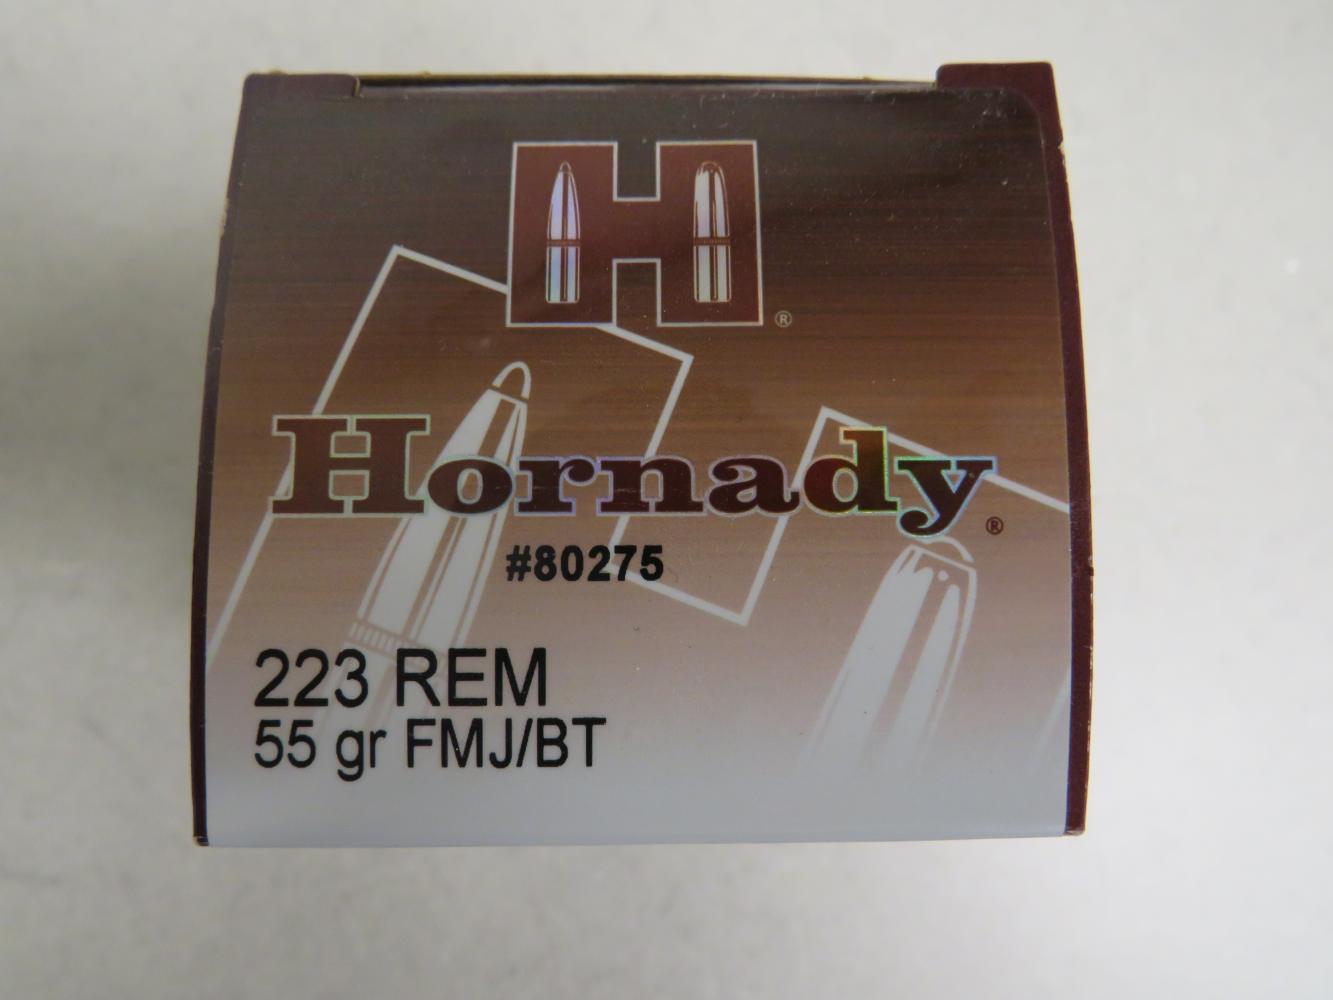 H®
Hornady®
#80275
223 REM
55 gr FMJ/BT